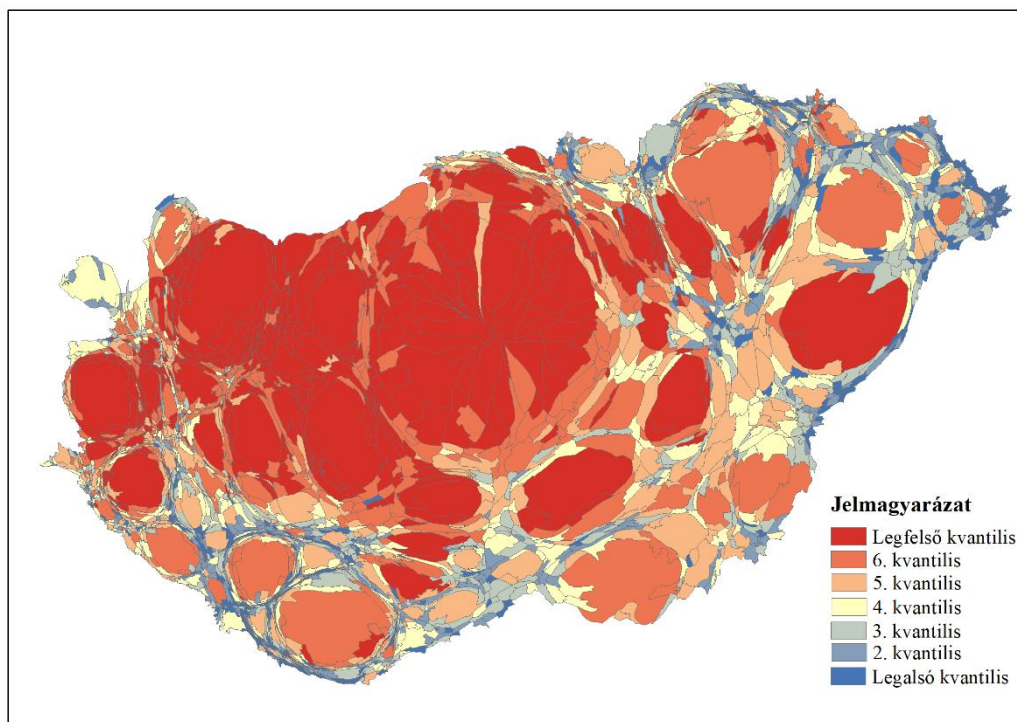 Jelmagyarázat
Legfelső kvantilis
6. kvantilis
5. kvantilis
4. kvantilis
3. kvantilis
2. kvantilis
Legalsó kvantilis